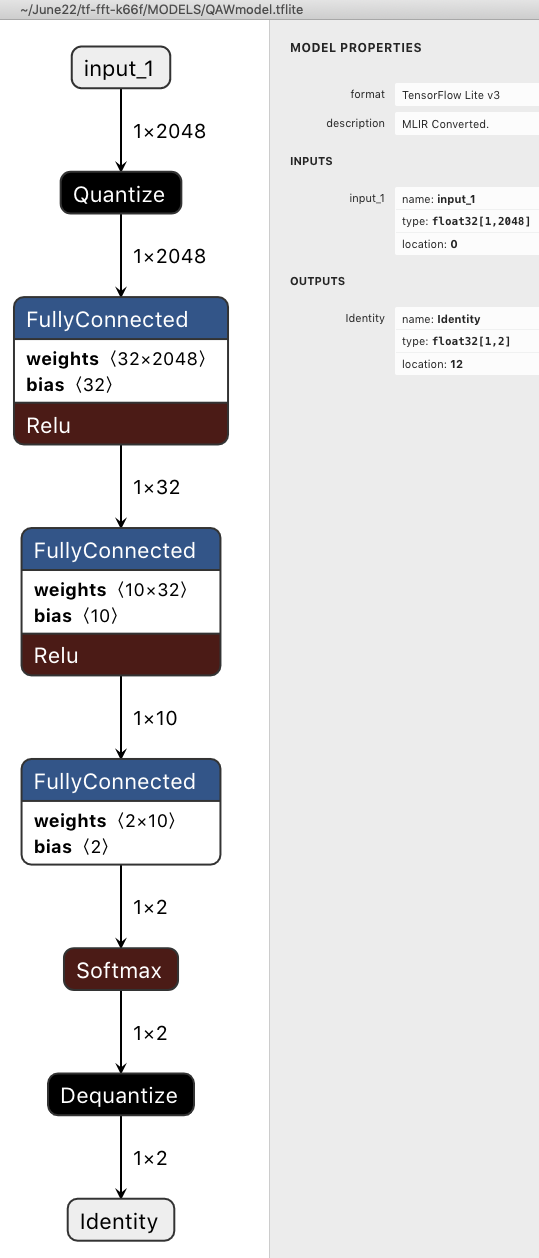 ~/June22/tf-fft-k66f/MODELS/QAWmodel.tflite
input_1
1×2048
Quantize
1×2048
FullyConnected
weights 〈32×2048〉
bias 〈32〉
Relu
1×32
FullyConnected
weights 〈10×32〉
bias 〈10〉
Relu
1×10
FullyConnected
weights 〈2×10〉
bias 〈2〉
1×2
Softmax
1×2
Dequantize
1×2
Identity
MODEL PROPERTIES
format TensorFlow Lite v3
description MLIR Converted.
INPUTS
input_1 name: input_1
type: float32[1,2048]
location: 0
OUTPUTS
Identity name: Identity
type: float32[1,2]
location: 12